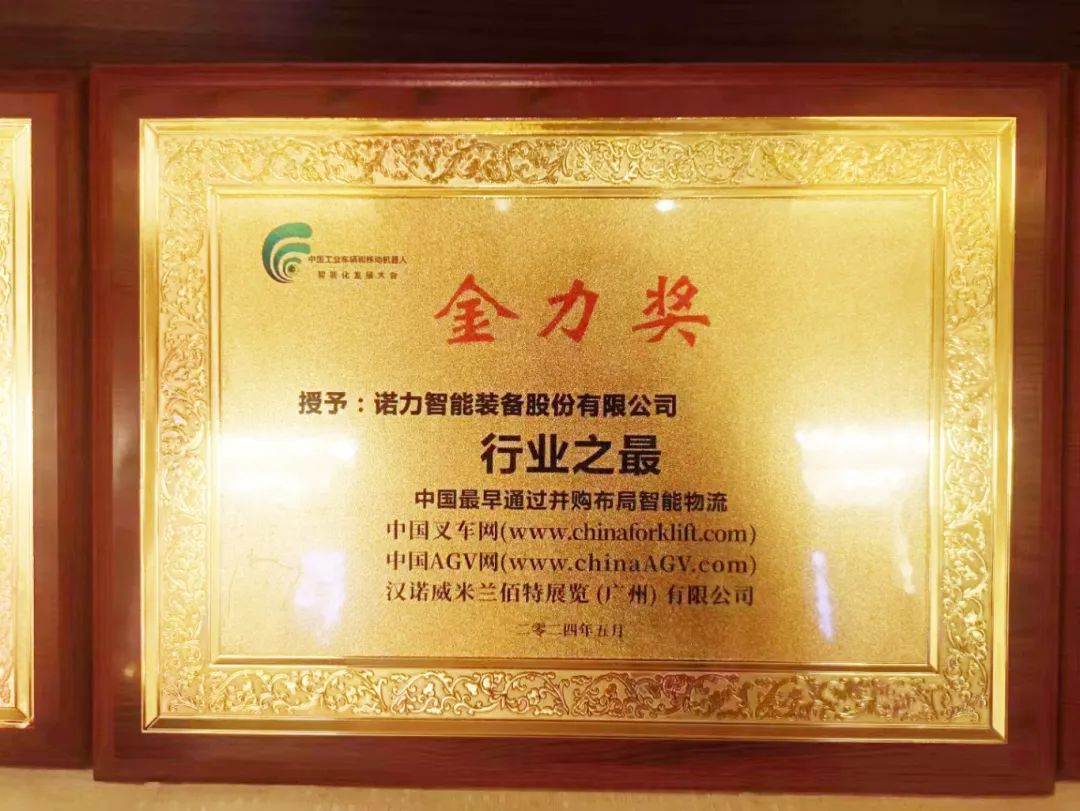 中国工业车辆和移动机器人
智能化发展大会
金力奖
授予：诺力智能装备股份有限公司
行业之最
中国最早通过并购布局智能物流
中国叉车网(www.chinaforklift.com)
中国AGV网(www.chinaAGV.com)
汉诺威米兰佰特展览(广州)有限公司
二零二四年五月